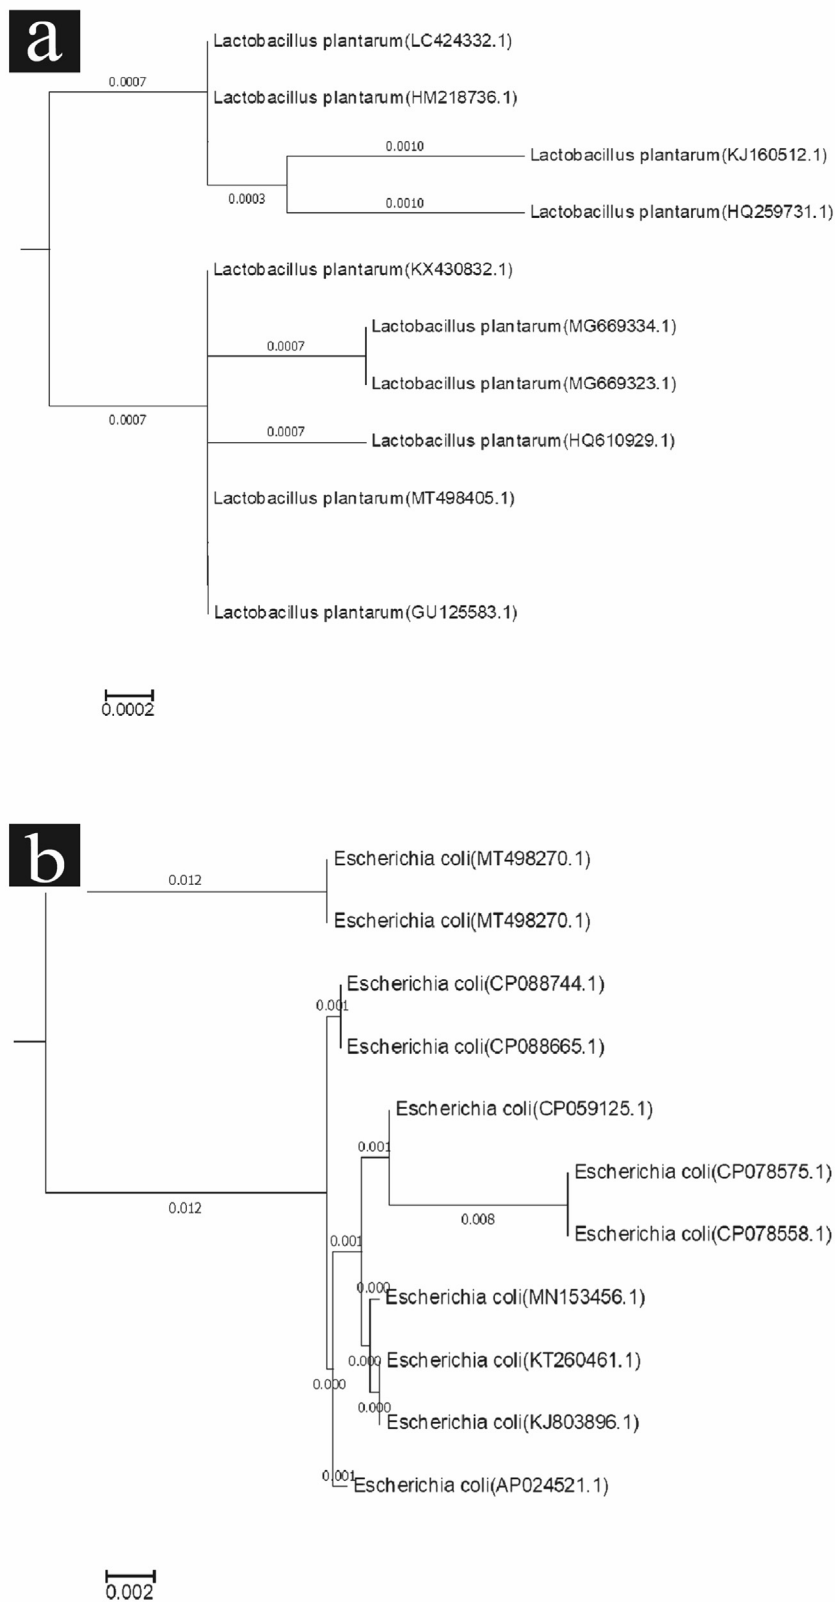 a
Lactobacillus plantarum(LC424332.1)
0.0007
Lactobacillus plantarum(HM218736.1)
0.0010
Lactobacillus plantarum(KJ160512.1)
0.0003
0.0010
Lactobacillus plantarum(HQ259731.1)
Lactobacillus plantarum(KX430832.1)
Lactobacillus plantarum(MG669334.1)
0.0007
Lactobacillus plantarum(MG669323.1)
0.0007
0.0007
Lactobacillus plantarum(HQ610929.1)
Lactobacillus plantarum(MT498405.1)
Lactobacillus plantarum(GU125583.1)
0.0002
b
Escherichia coli(MT498270.1)
0.012
Escherichia coli(MT498270.1)
Escherichia coli(CP088744.1)
0.001
Escherichia coli(CP088665.1)
Escherichia coli(CP059125.1)
0.001
Escherichia coli(CP078575.1)
0.012
0.008
Escherichia coli(CP078558.1)
0.001
0.000
Escherichia coli(MN153456.1)
0.000
Escherichia coli(KT260461.1)
0.000
0.000
Escherichia coli(KJ803896.1)
0.001
Escherichia coli(AP024521.1)
0.002